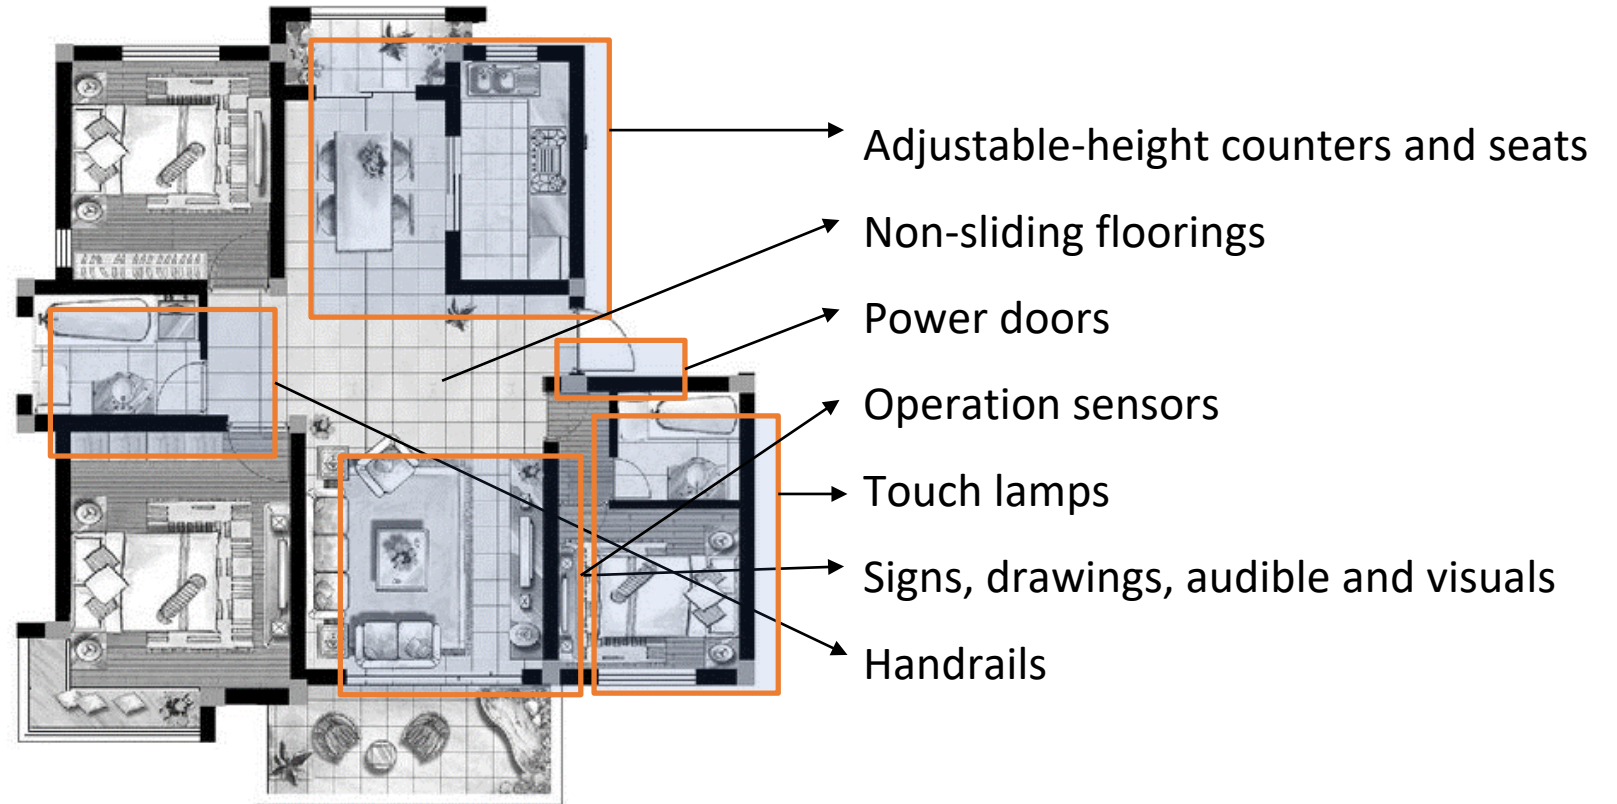 Adjustable-height counters and seats
Non-sliding floorings
Power doors
Operation sensors
Touch lamps
Signs, drawings, audible and visuals
Handrails